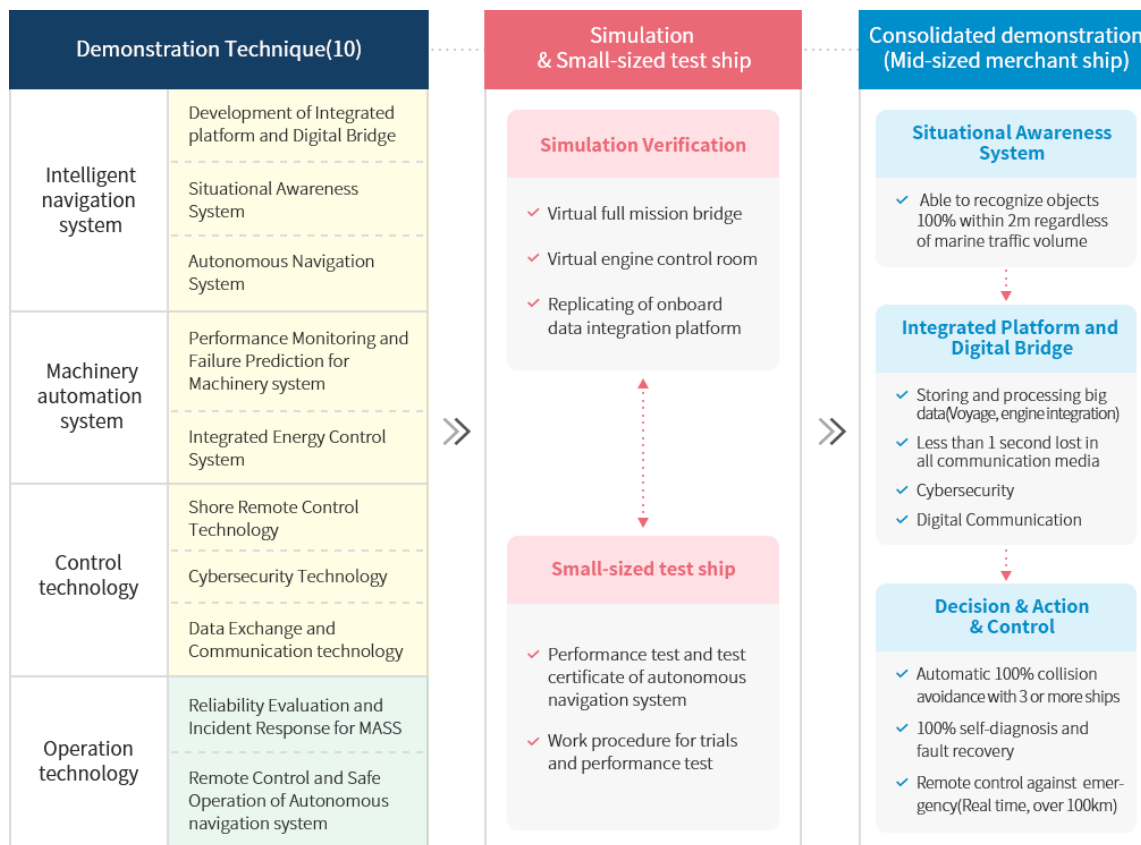 Demonstration Technique(10)
Intelligent
navigation
system
Development of Integrated
platform and Digital Bridge
Situational Awareness
System
Autonomous Navigation
System
Machinery
automation
system
Performance Monitoring and
Failure Prediction for
Machinery system
Integrated Energy Control
System
Control
technology
Shore Remote Control
Technology
Cybersecurity Technology
Data Exchange and
Communication technology
Operation
technology
Reliability Evaluation and
Incident Response for MASS
Remote Control and Safe
Operation of Autonomous
navigation system
Simulation
& Small-sized test ship
Simulation Verification
Virtual full mission bridge
Virtual engine control room
Replicating of onboard
data integration platform
Small-sized test ship
Performance test and test
certificate of autonomous
navigation system
Work procedure for trials
and performance test
Consolidated demonstration
(Mid-sized merchant ship)
Situational Awareness
System
Able to recognize objects
100% within 2m regardless
of marine traffic volume
Integrated Platform and
Digital Bridge
Storing and processing big
data(Voyage, engine integration)
Less than 1 second lost in
all communication media
Cybersecurity
Digital Communication
Decision & Action
& Control
Automatic 100% collision
avoidance with 3 or more ships
100% self-diagnosis and
fault recovery
Remote control against emer-
gency(Real time, over 100km)